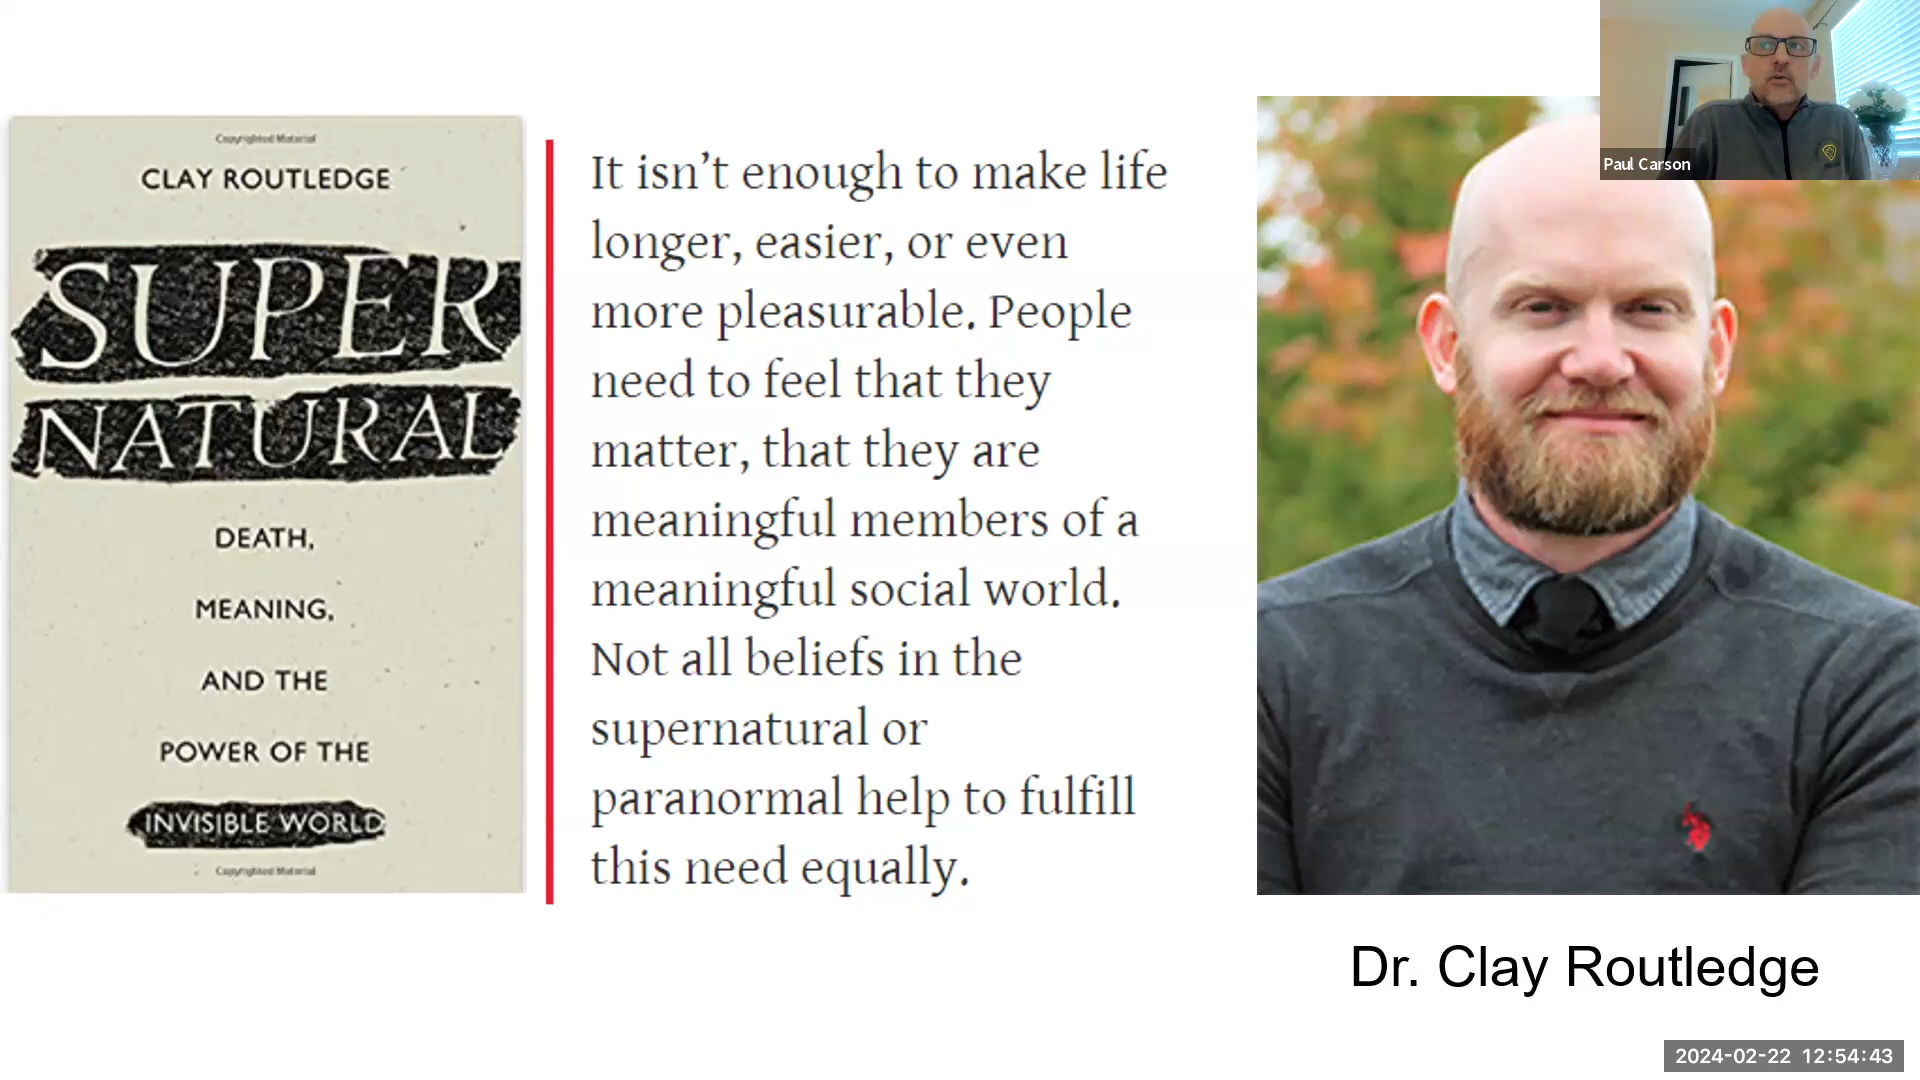 Copyrighted Material
CLAY ROUTLEDGE
SUPER
NATURAL
DEATH,
MEANING,
AND THE
POWER OF THE
INVISIBLE WORLD
Copyrighted Material
It isn’t enough to make life
longer, easier, or even
more pleasurable. People
need to feel that they
matter, that they are
meaningful members of a
meaningful social world.
Not all beliefs in the
supernatural or
paranormal help to fulfill
this need equally.
Paul Carson
Dr. Clay Routledge
2024-02-22 12:54:43